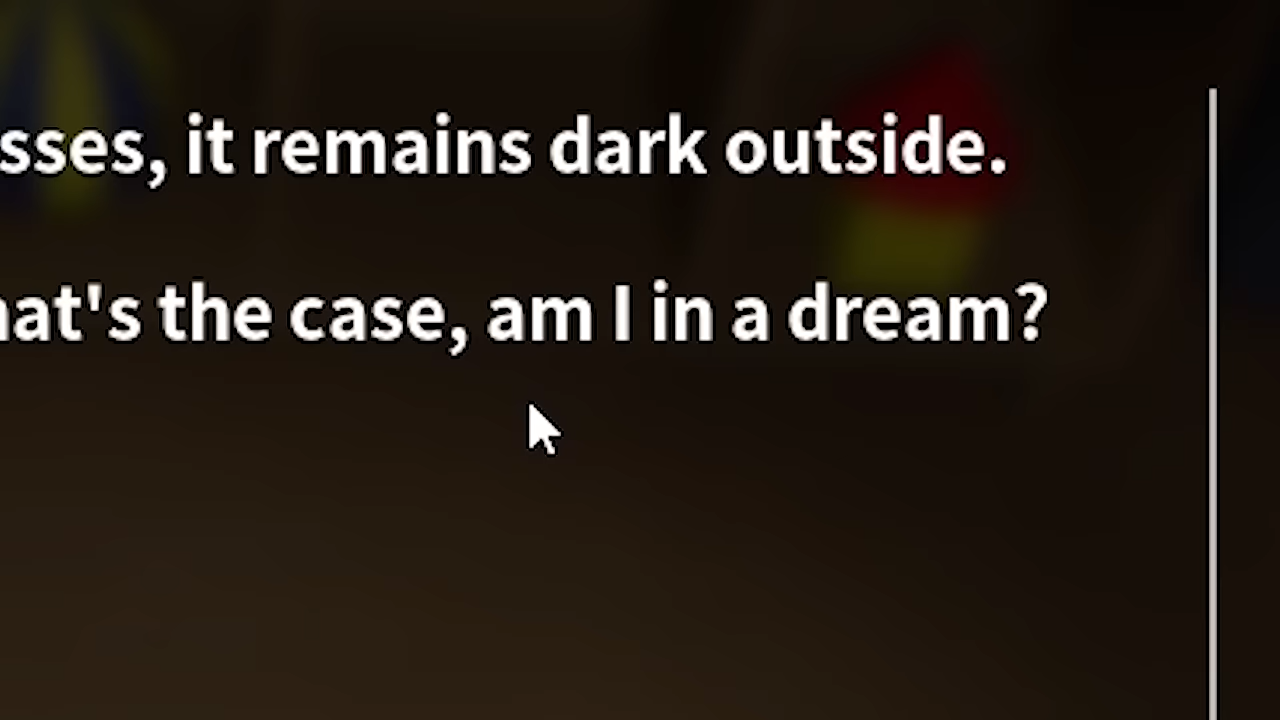 sses, it remains dark outside.
hat's the case, am I in a dream?